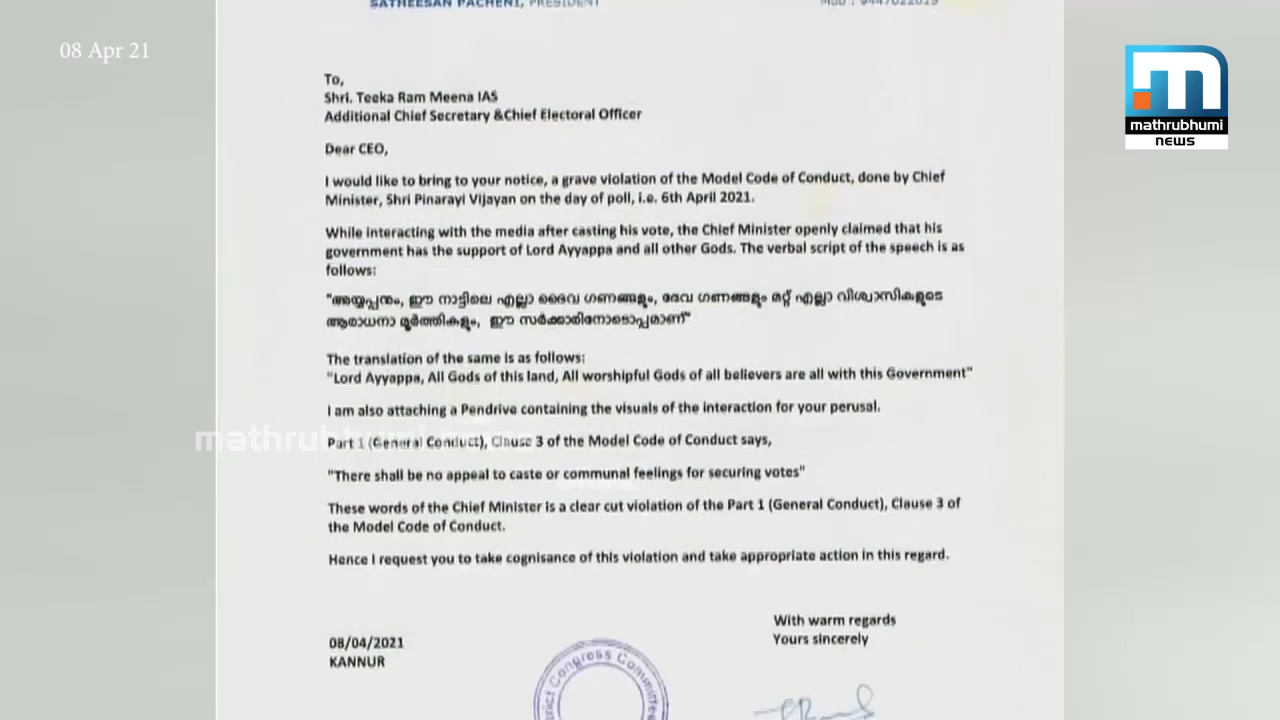 SATHEESAN PACHENI, PRESIDENT
Mob : 9447022019
08 Apr 21
mathrubhumi
news
To,
Shri. Teeka Ram Meena IAS
Additional Chief Secretary &Chief Electoral Officer
Dear CEO,
I would like to bring to your notice, a grave violation of the Model Code of Conduct, done by Chief
Minister, Shri Pinarayi Vijayan on the day of poll, i.e. 6th April 2021.
While interacting with the media after casting his vote, the Chief Minister openly claimed that his
government has the support of Lord Ayyappa and all other Gods. The verbal script of the speech is as
follows:
"അയ്യപ്പനും, ഈ നാട്ടിലെ എല്ലാ ദൈവ ഗണങ്ങളും, ദേവ ഗണങ്ങളും മറ്റ് എല്ലാ വിശ്വാസികളുടെ
ആരാധനാ മൂർത്തികളും, ഈ സർക്കാരിനോടൊപ്പമാണ്"
The translation of the same is as follows:
"Lord Ayyappa, All Gods of this land, All worshipful Gods of all believers are all with this Government"
I am also attaching a Pendrive containing the visuals of the interaction for your perusal.
mathrubhumi news
Part 1 (General Conduct), Clause 3 of the Model Code of Conduct says,
"There shall be no appeal to caste or communal feelings for securing votes"
These words of the Chief Minister is a clear cut violation of the Part 1 (General Conduct), Clause 3 of
the Model Code of Conduct.
Hence I request you to take cognisance of this violation and take appropriate action in this regard.
With warm regards
Yours sincerely
08/04/2021
KANNUR
Congress Committee